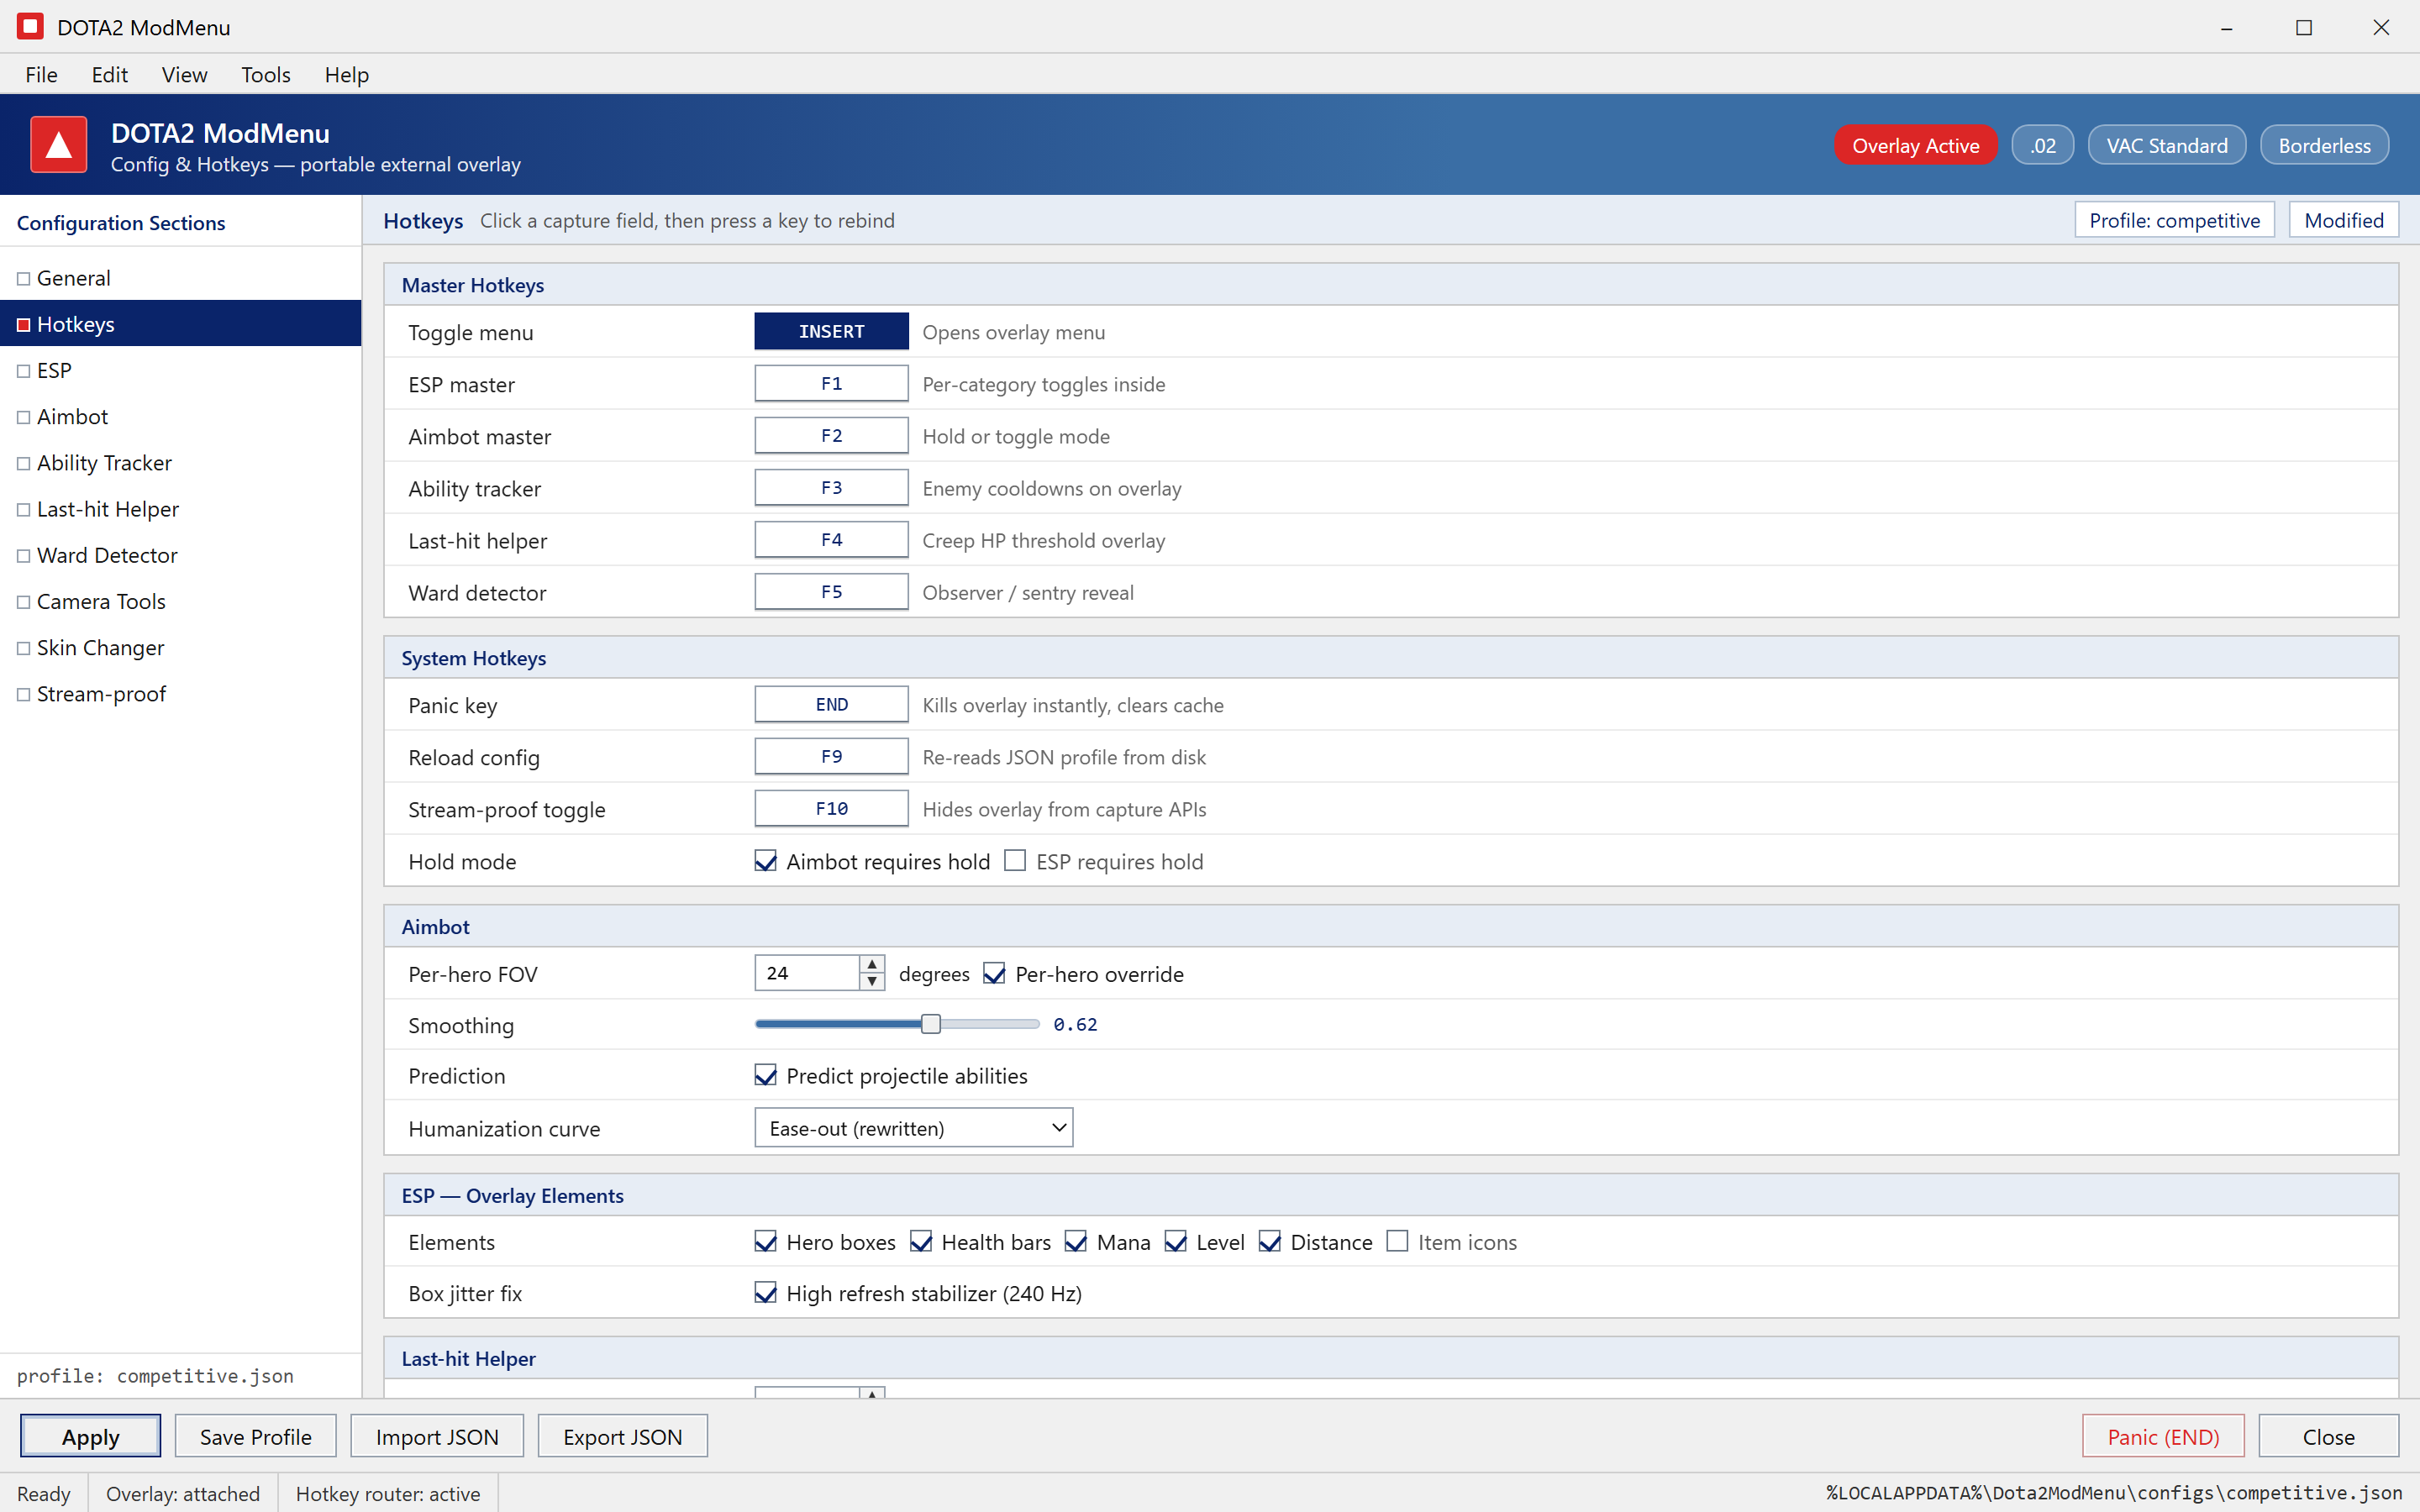 DOTA2 ModMenu
File Edit View Tools Help
DOTA2 ModMenu
Config & Hotkeys — portable external overlay
Overlay Active .02 VAC Standard Borderless
Configuration Sections
General
Hotkeys
ESP
Aimbot
Ability Tracker
Last-hit Helper
Ward Detector
Camera Tools
Skin Changer
Stream-proof
profile: competitive.json
Hotkeys Click a capture field, then press a key to rebind Profile: competitive Modified
Master Hotkeys
Toggle menu INSERT Opens overlay menu
ESP master F1 Per-category toggles inside
Aimbot master F2 Hold or toggle mode
Ability tracker F3 Enemy cooldowns on overlay
Last-hit helper F4 Creep HP threshold overlay
Ward detector F5 Observer / sentry reveal
System Hotkeys
Panic key END Kills overlay instantly, clears cache
Reload config F9 Re-reads JSON profile from disk
Stream-proof toggle F10 Hides overlay from capture APIs
Hold mode Aimbot requires hold ESP requires hold
Aimbot
Per-hero FOV 24 degrees Per-hero override
Smoothing 0.62
Prediction Predict projectile abilities
Humanization curve Ease-out (rewritten)
ESP — Overlay Elements
Elements Hero boxes Health bars Mana Level Distance Item icons
Box jitter fix High refresh stabilizer (240 Hz)
Last-hit Helper
Apply Save Profile Import JSON Export JSON Panic (END) Close
Ready Overlay: attached Hotkey router: active %LOCALAPPDATA%\Dota2ModMenu\configs\competitive.json